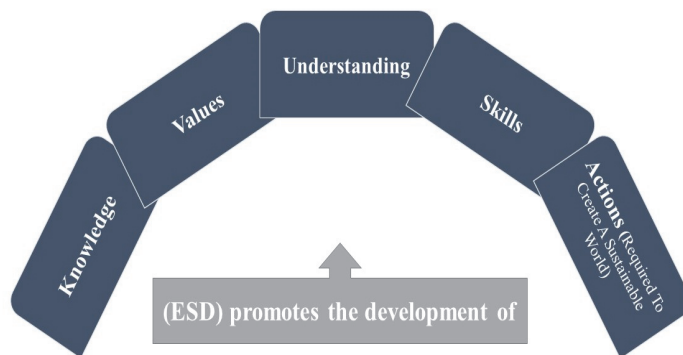 Knowledge
Values
Understanding
Skills
Actions (Required To
Create A Sustainable
World)
(ESD) promotes the development of